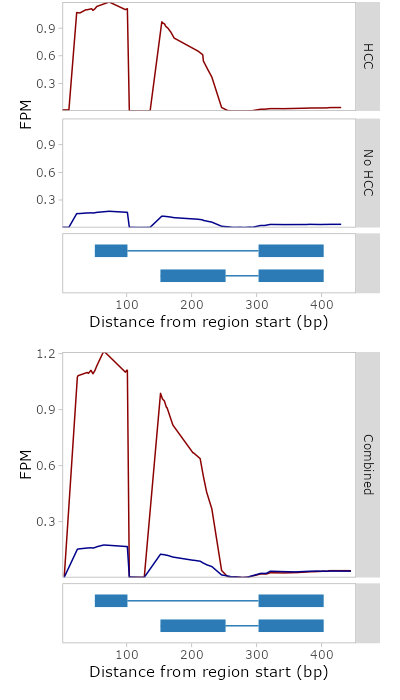 0.9
0.6
0.3
HCC
FPM
0.9
0.6
0.3
No HCC
100 200 300 400
Distance from region start (bp)
1.2
0.9
0.6
0.3
FPM
Combined
100 200 300 400
Distance from region start (bp)